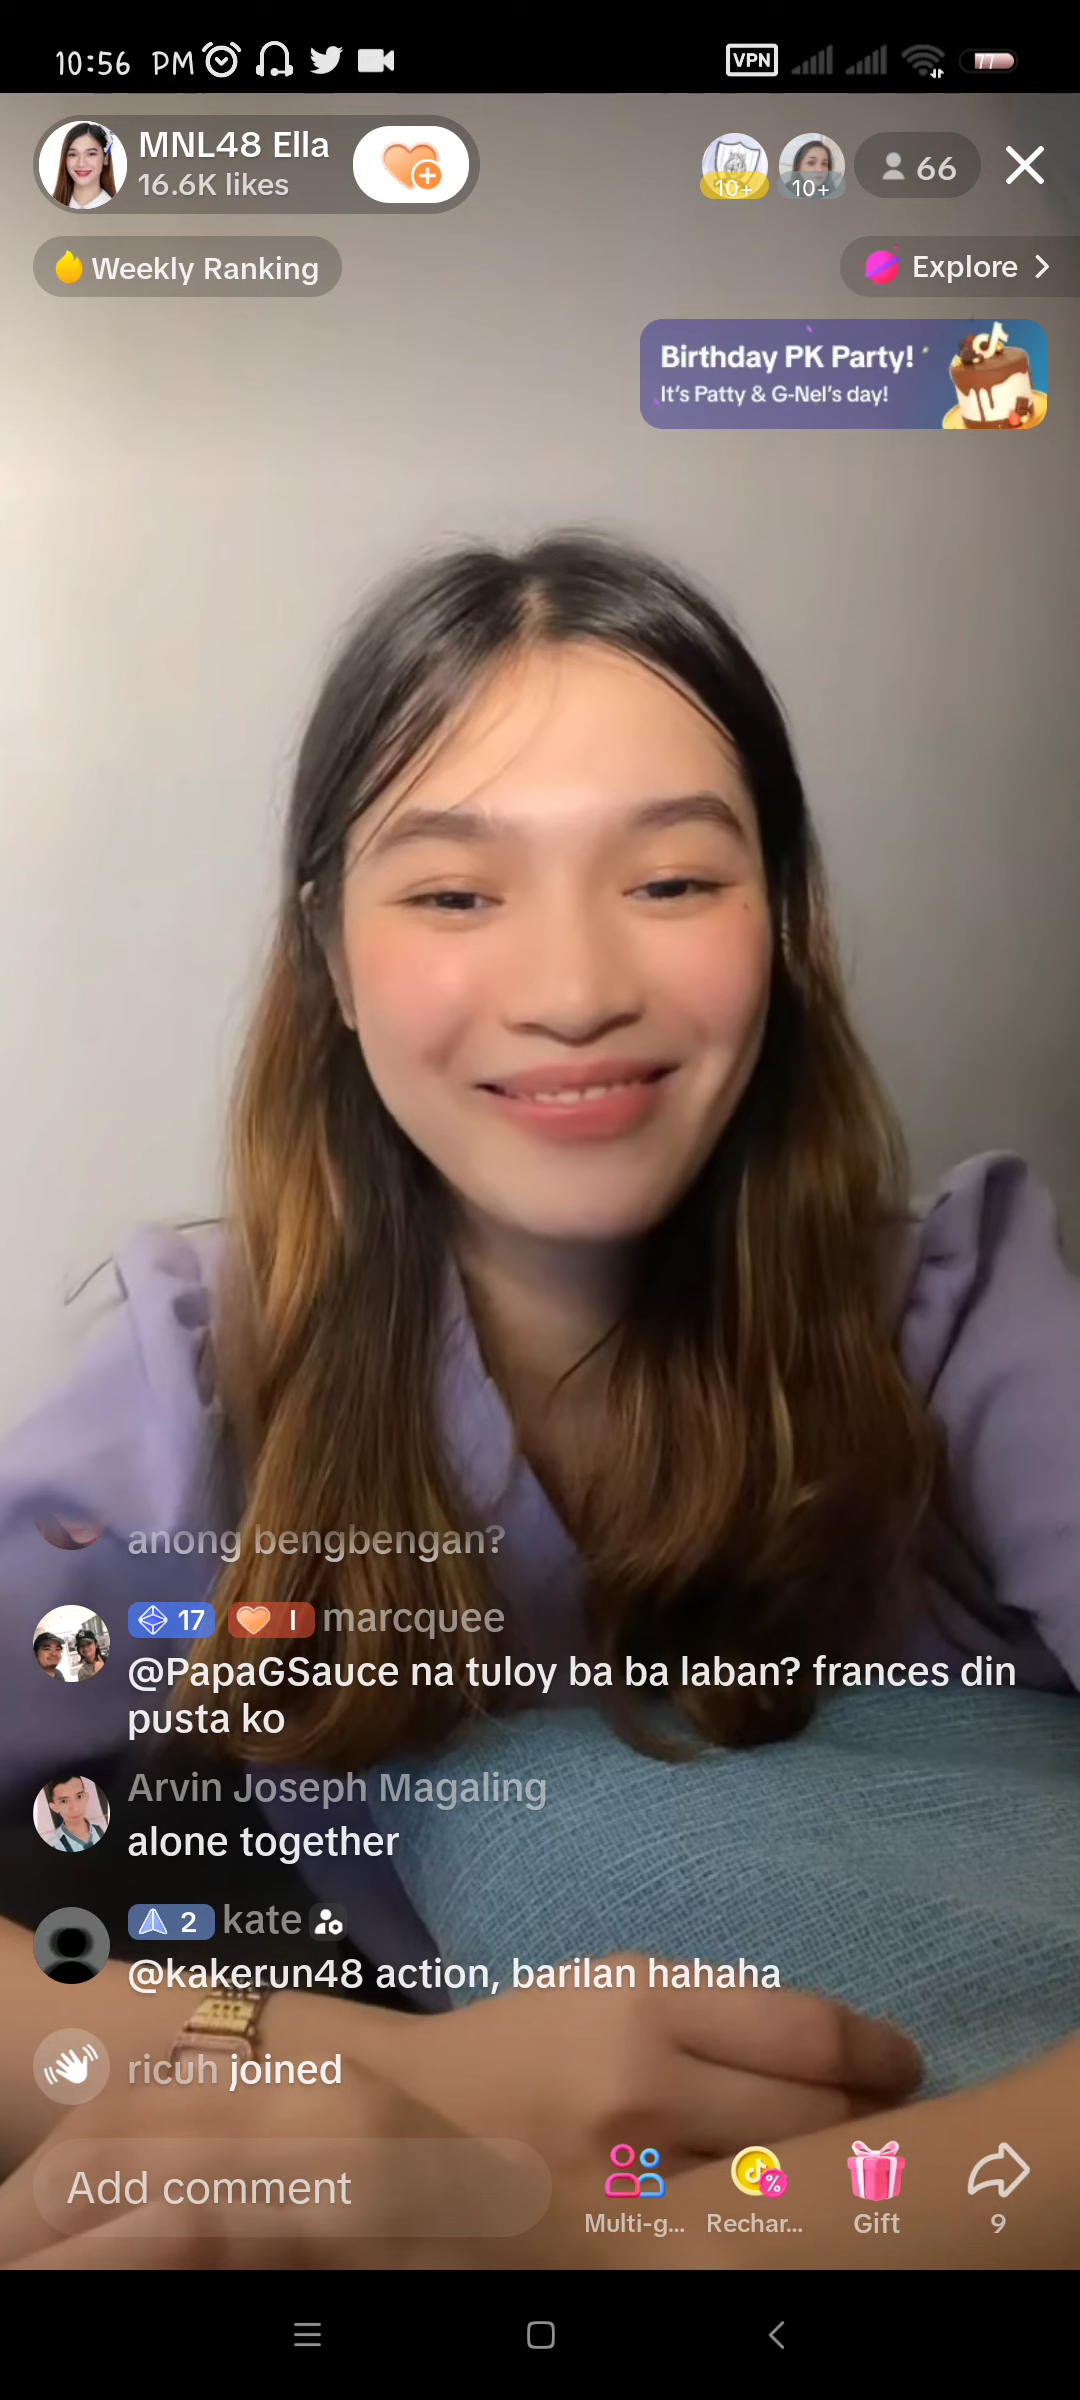 10:56 PM
VPN
77
MNL48 Ella
16.6K likes
10+
10+
66
Weekly Ranking
Explore
Birthday PK Party!
It's Patty & G-Nel's day!
anong bengbengan?
17 I marcquee
@PapaGSauce na tuloy ba ba laban? frances din
pusta ko
Arvin Joseph Magaling
alone together
2 kate
@kakerun48 action, barilan hahaha
ricuh joined
Add comment
Multi-g...
Rechar...
Gift
9